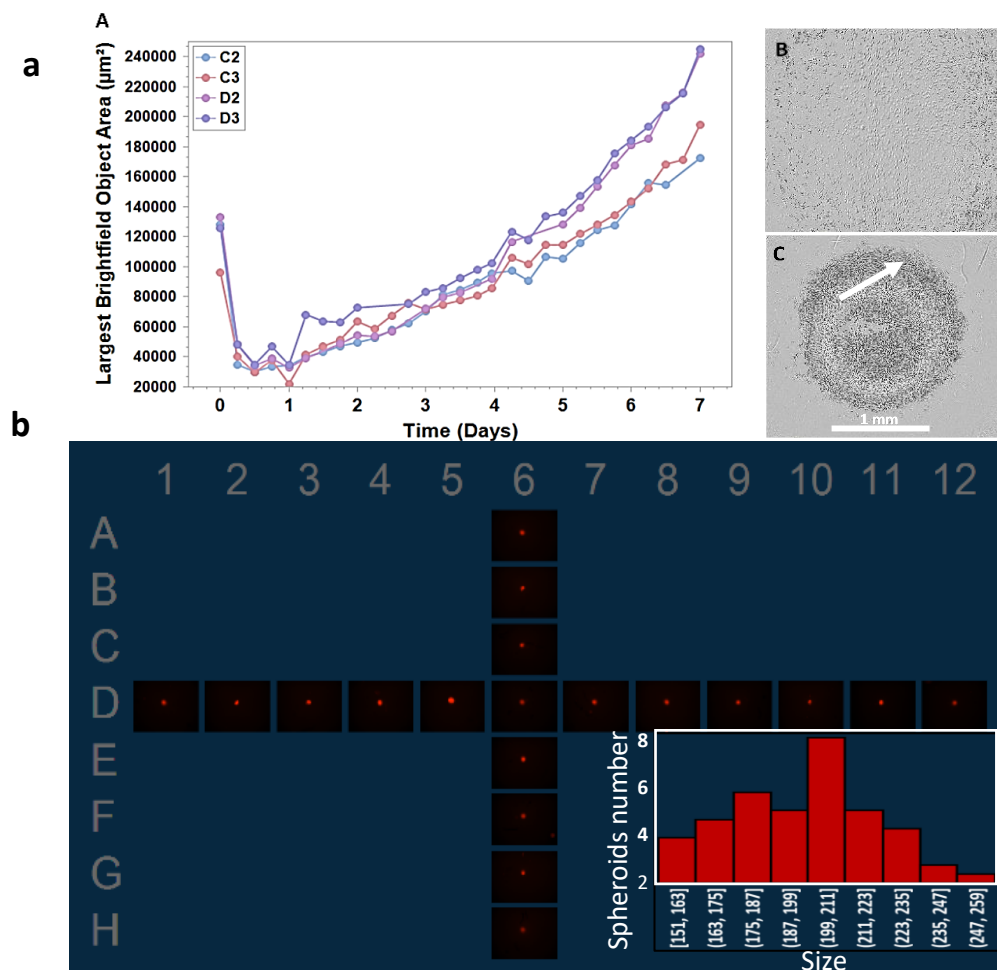 a
A
Largest Brightfield Object Area (µm²)
240000
220000
200000
180000
160000
140000
120000
100000
80000
60000
40000
20000
C2
C3
D2
D3
0 1 2 3 4 5 6 7
Time (Days)
B
C
1 mm
b
1 2 3 4 5 6 7 8 9 10 11 12
A
B
C
D
E
F
G
H
Spheroids number
8
6
4
2
[151, 163]
(163, 175]
(175, 187]
(187, 199]
(199, 211]
(211, 223]
(223, 235]
(235, 247]
(247, 259]
Size